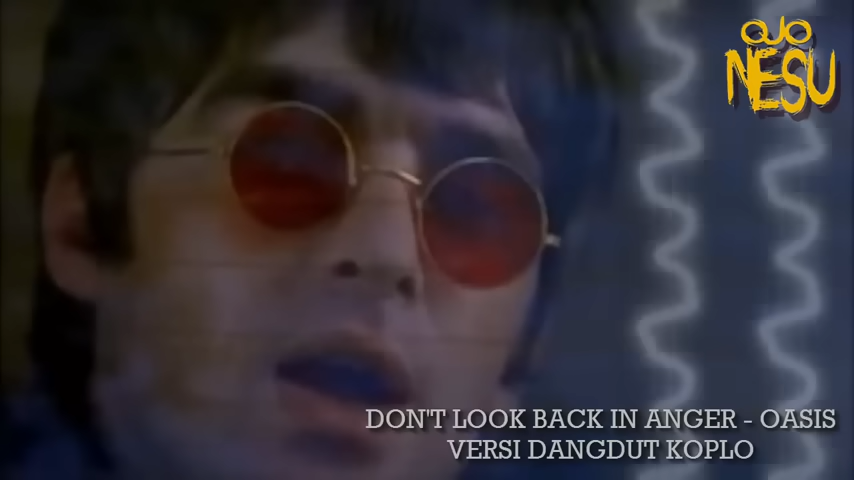 OJO
NESU
DON'T LOOK BACK IN ANGER - OASIS
VERSI DANGDUT KOPLO